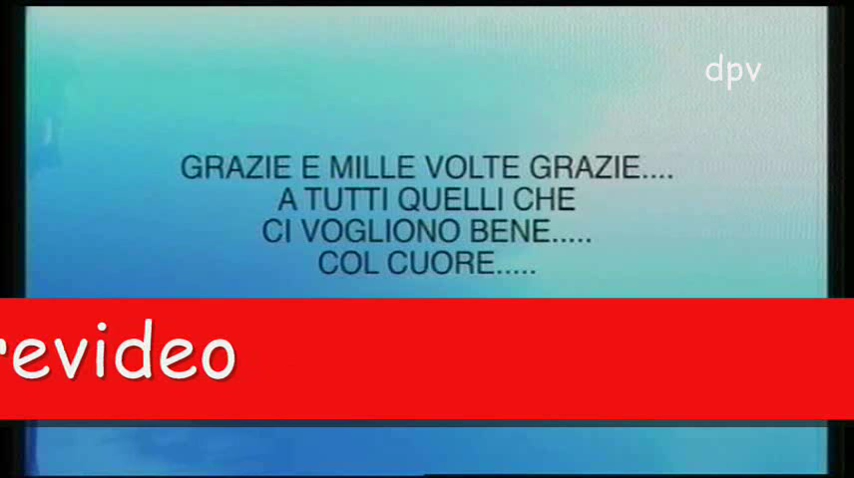 dpv
GRAZIE E MILLE VOLTE GRAZIE....
A TUTTI QUELLI CHE
CI VOGLIONO BENE.....
COL CUORE.....
revideo